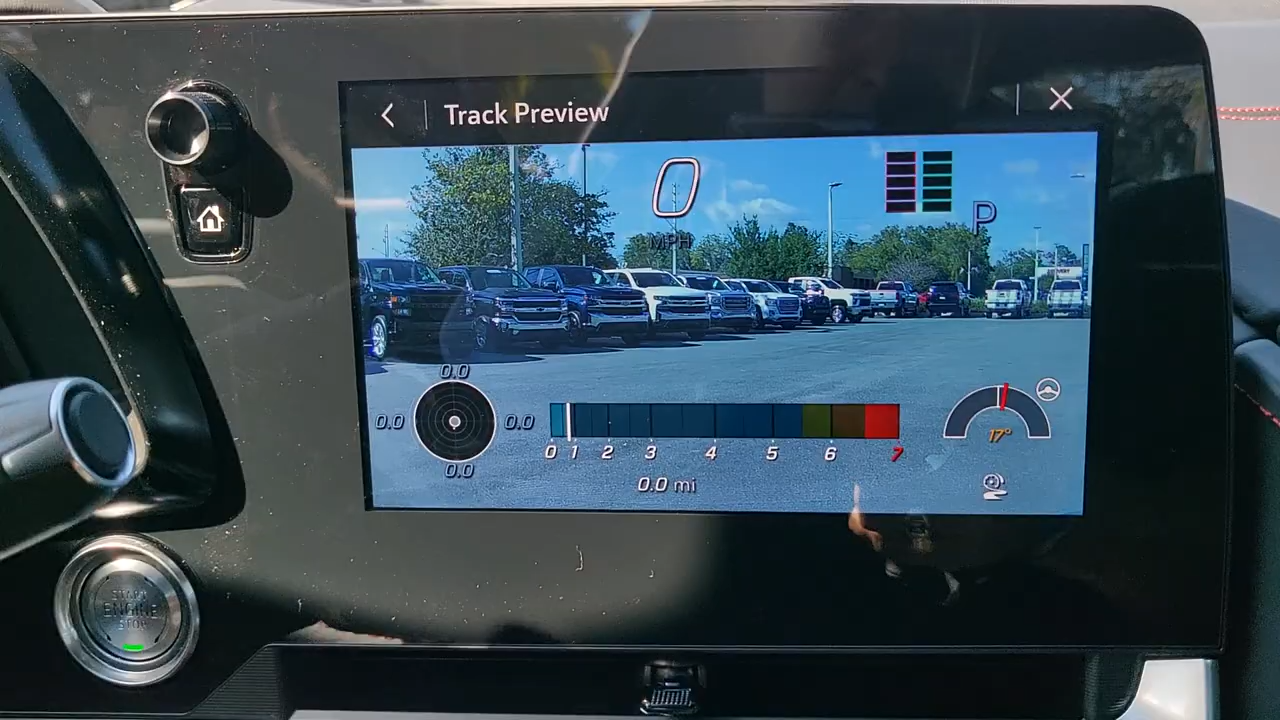 Track Preview
0
MPH
P
0.0
0.0
0.0
0.0
0 1 2 3 4 5 6 7
17°
0.0 mi
START
ENGINE
STOP